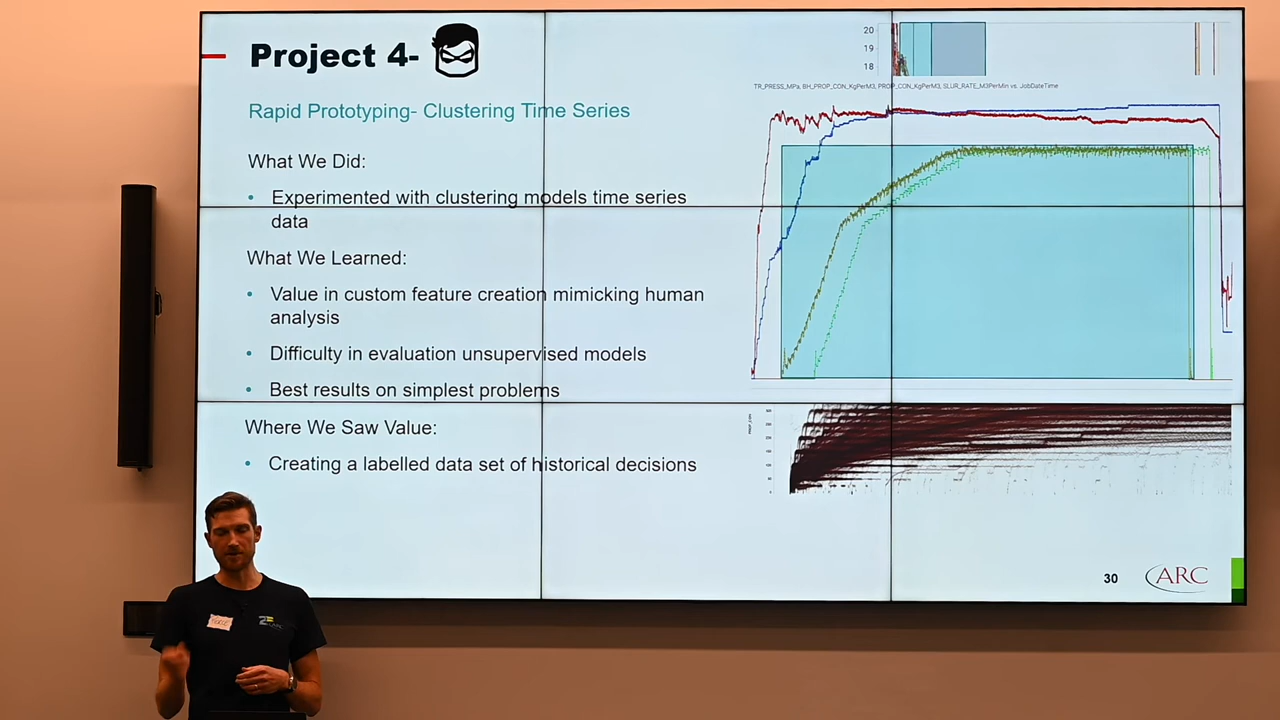 Project 4-
Rapid Prototyping- Clustering Time Series
What We Did:
• Experimented with clustering models time series
data
What We Learned:
• Value in custom feature creation mimicking human
analysis
• Difficulty in evaluation unsupervised models
• Best results on simplest problems
Where We Saw Value:
• Creating a labelled data set of historical decisions
20
19
18
TR_PRESS_MPa, BH_PROP_CON_KgPerM3, PROP_CON_KgPerM3, SLUR_RATE_M3PerMin vs. JobDateTime
30
ARC